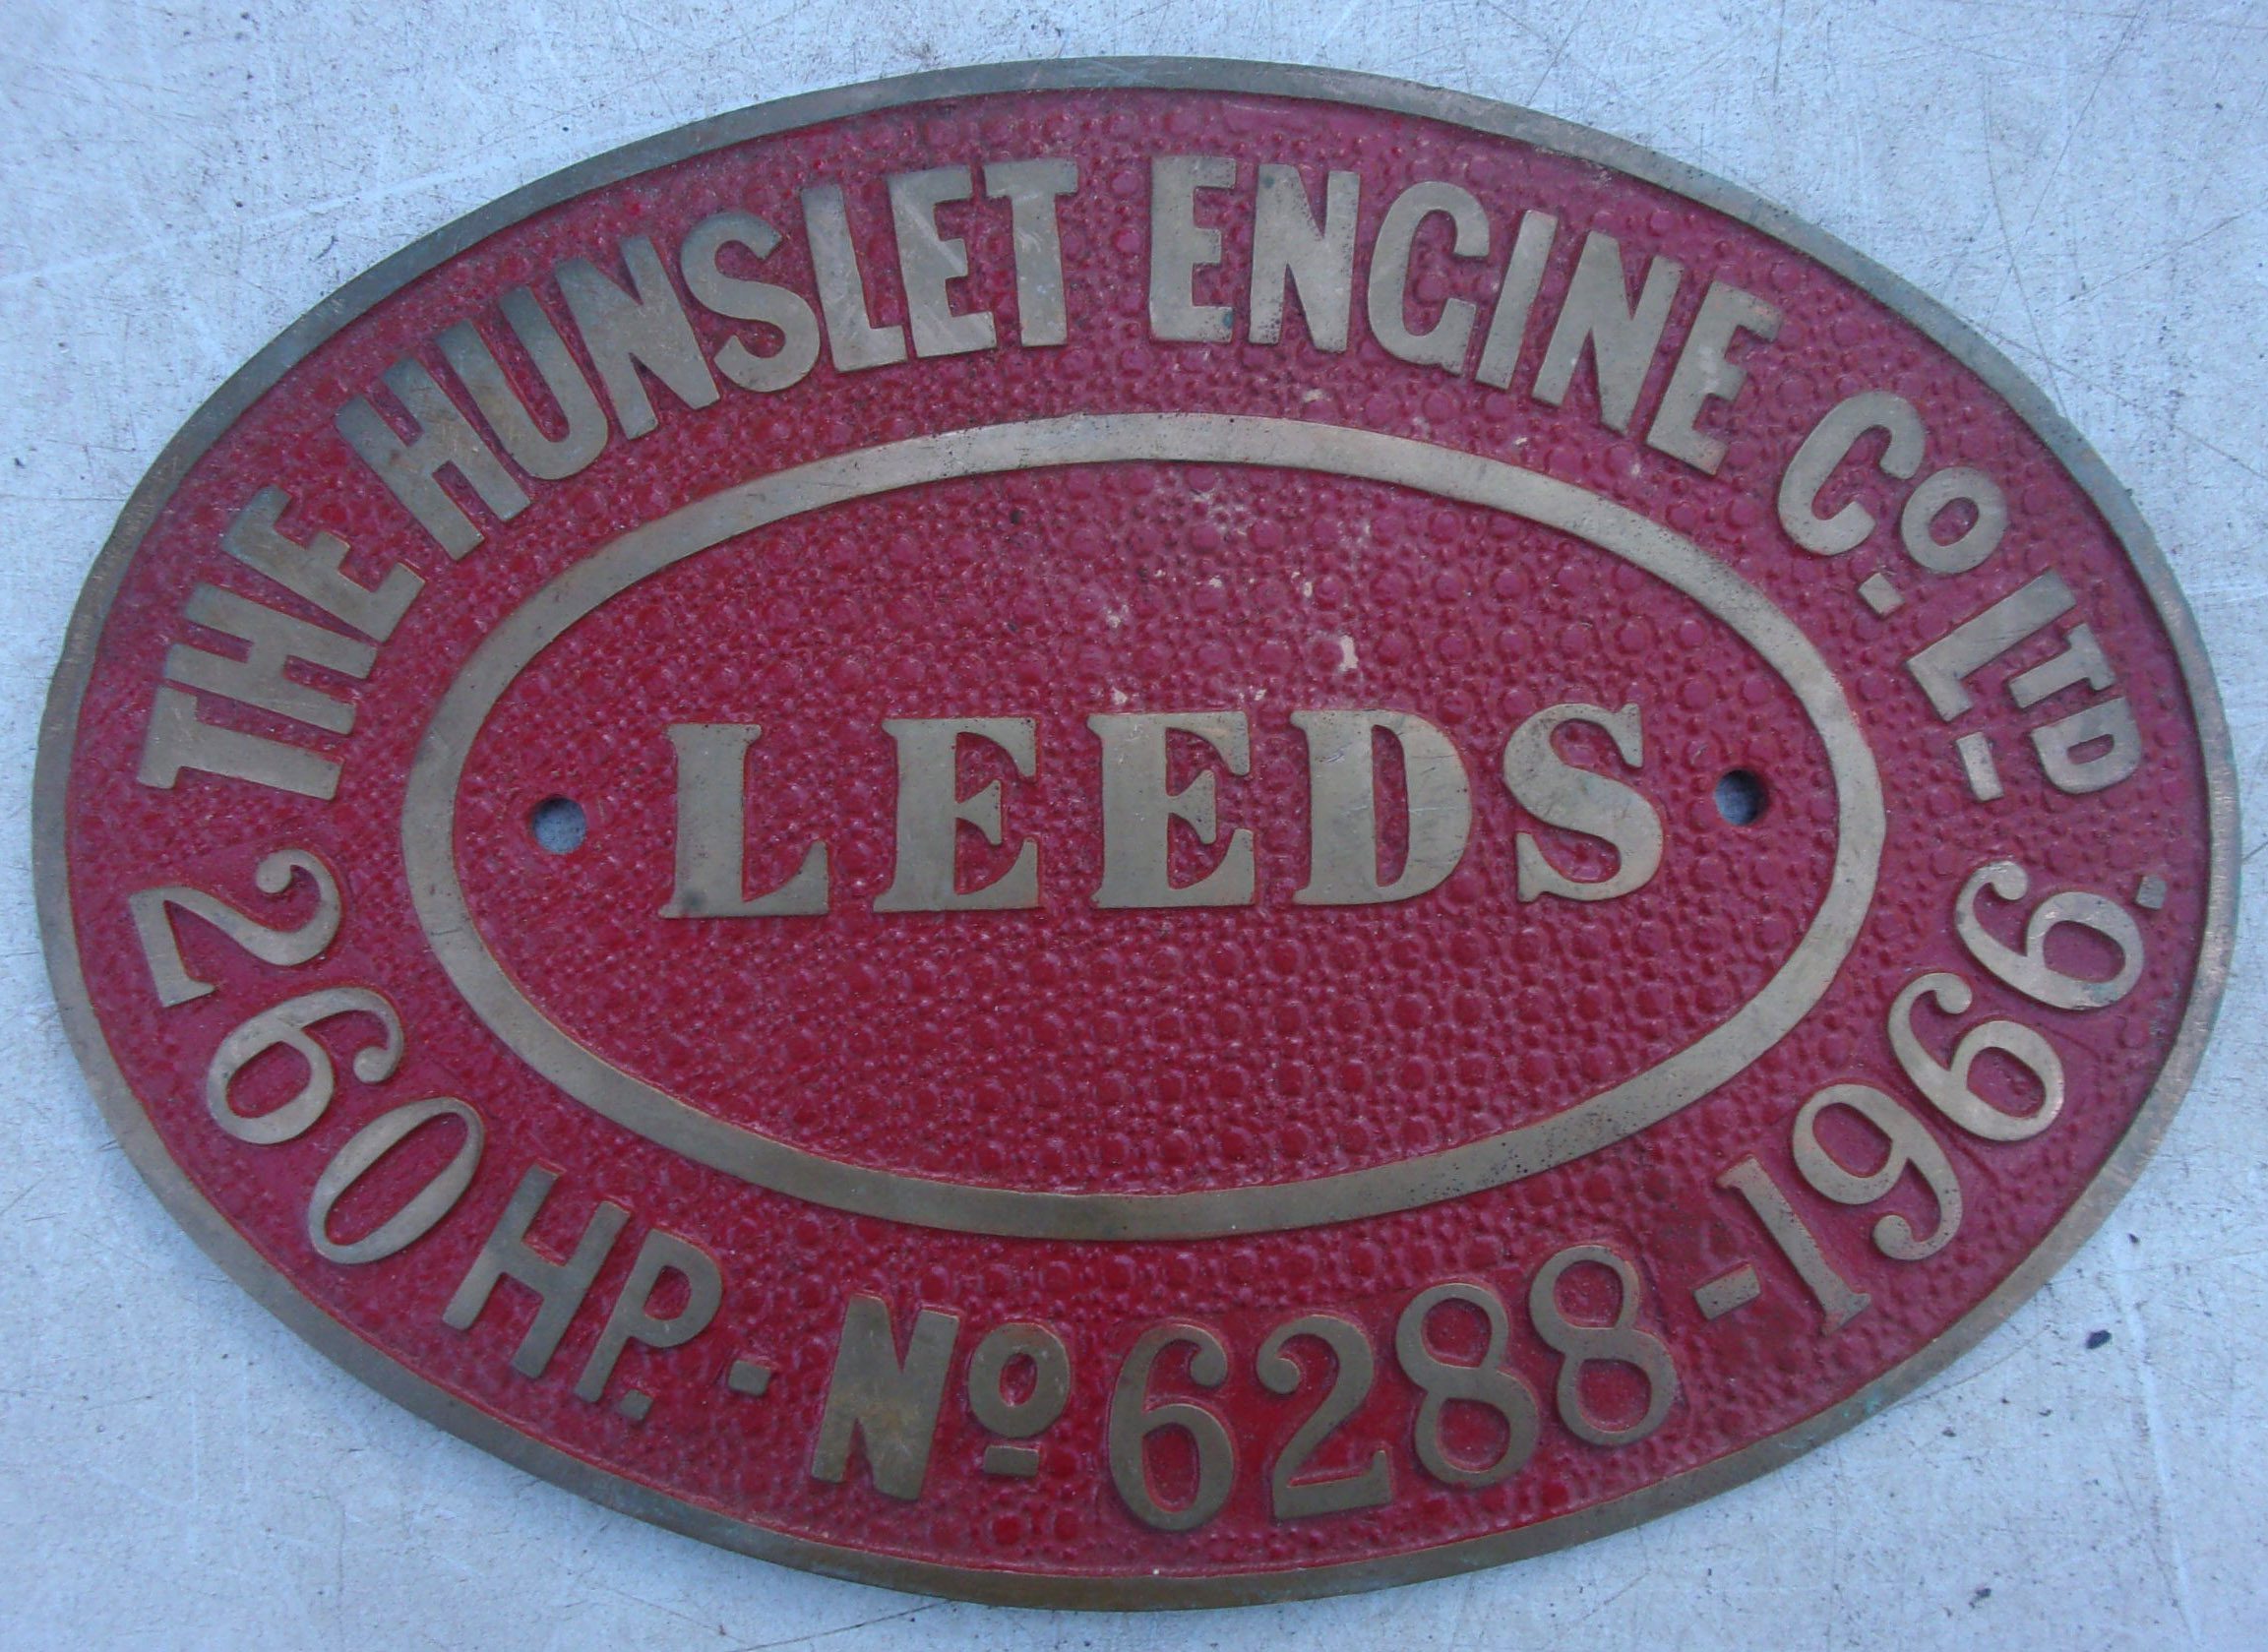 THE HUNSLET ENGINE Co. LTD.
LEEDS
260 HP. - No 6288 - 1966